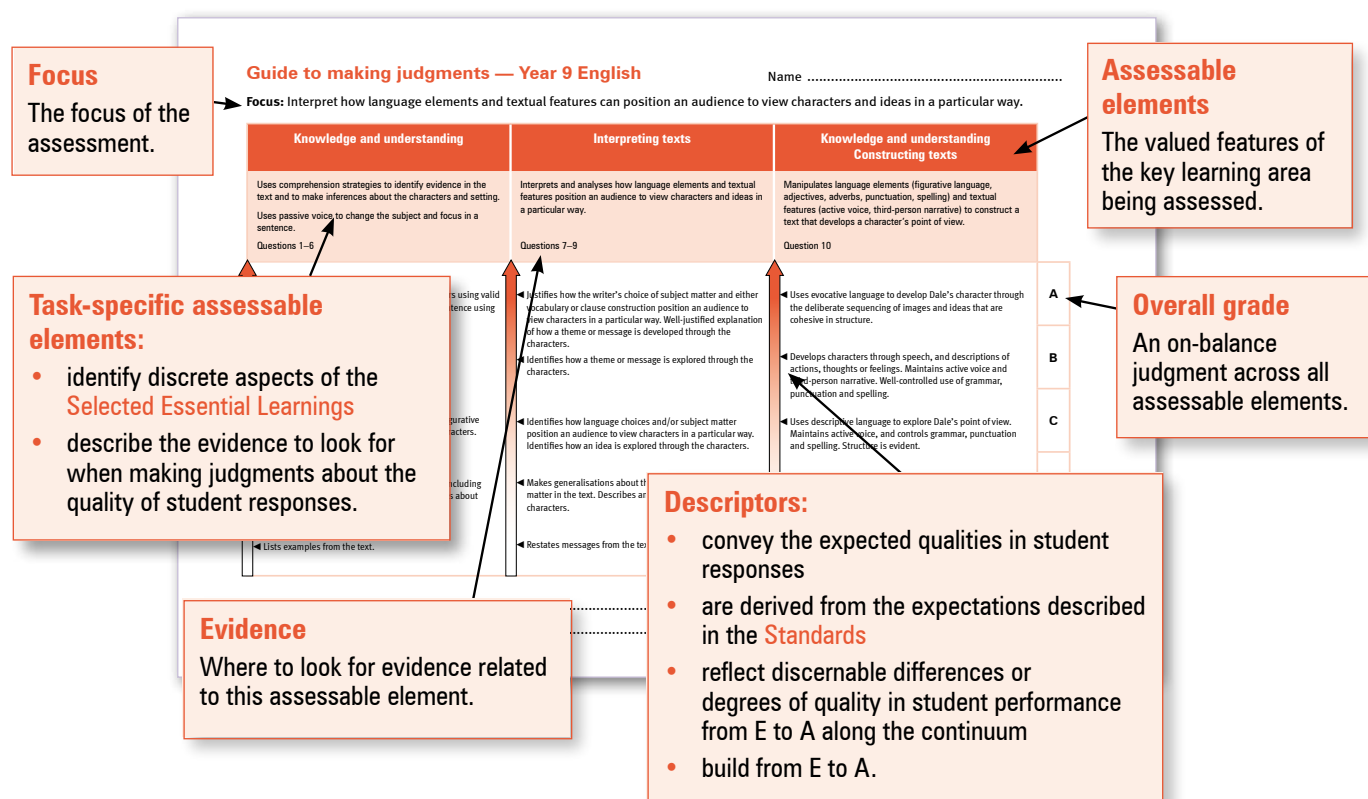 Focus
The focus of the
assessment.
Guide to making judgments — Year 9 English
Name ................................................................
Focus: Interpret how language elements and textual features can position an audience to view characters and ideas in a particular way.
Assessable
elements
The valued features of
the key learning area
being assessed.
Knowledge and understanding
Uses comprehension strategies to identify evidence in the
text and to make inferences about the characters and setting.
Uses passive voice to change the subject and focus in a
sentence.
Questions 1–6
Interpreting texts
Interprets and analyses how language elements and textual
features position an audience to view characters and ideas in
a particular way.
Questions 7–9
Knowledge and understanding
Constructing texts
Manipulates language elements (figurative language,
adjectives, adverbs, punctuation, spelling) and textual
features (active voice, third-person narrative) to construct a
text that develops a character's point of view.
Question 10
Task-specific assessable
elements:
• identify discrete aspects of the
Selected Essential Learnings
• describe the evidence to look for
when making judgments about the
quality of student responses.
using valid
using
about
Lists examples from the text.
Justifies how the writer's choice of subject matter and either
vocabulary or clause construction position an audience to
view characters in a particular way. Well-justified explanation
of how a theme or message is developed through the
characters.
Identifies how a theme or message is explored through the
characters.
Identifies how language choices and/or subject matter
position an audience to view characters in a particular way.
Identifies how an idea is explored through the characters.
Makes generalisations about
matter in the text. Describes
characters.
Restates messages from the
Uses evocative language to develop Dale's character through
the deliberate sequencing of images and ideas that are
cohesive in structure.
Develops characters through speech, and descriptions of
actions, thoughts or feelings. Maintains active voice and
third-person narrative. Well-controlled use of grammar,
punctuation and spelling.
Uses descriptive language to explore Dale's point of view.
Maintains active voice, and controls grammar, punctuation
and spelling. Structure is evident.
A
B
C
Overall grade
An on-balance
judgment across all
assessable elements.
Evidence
Where to look for evidence related
to this assessable element.
Descriptors:
• convey the expected qualities in student
responses
• are derived from the expectations described
in the Standards
• reflect discernable differences or
degrees of quality in student performance
from E to A along the continuum
• build from E to A.